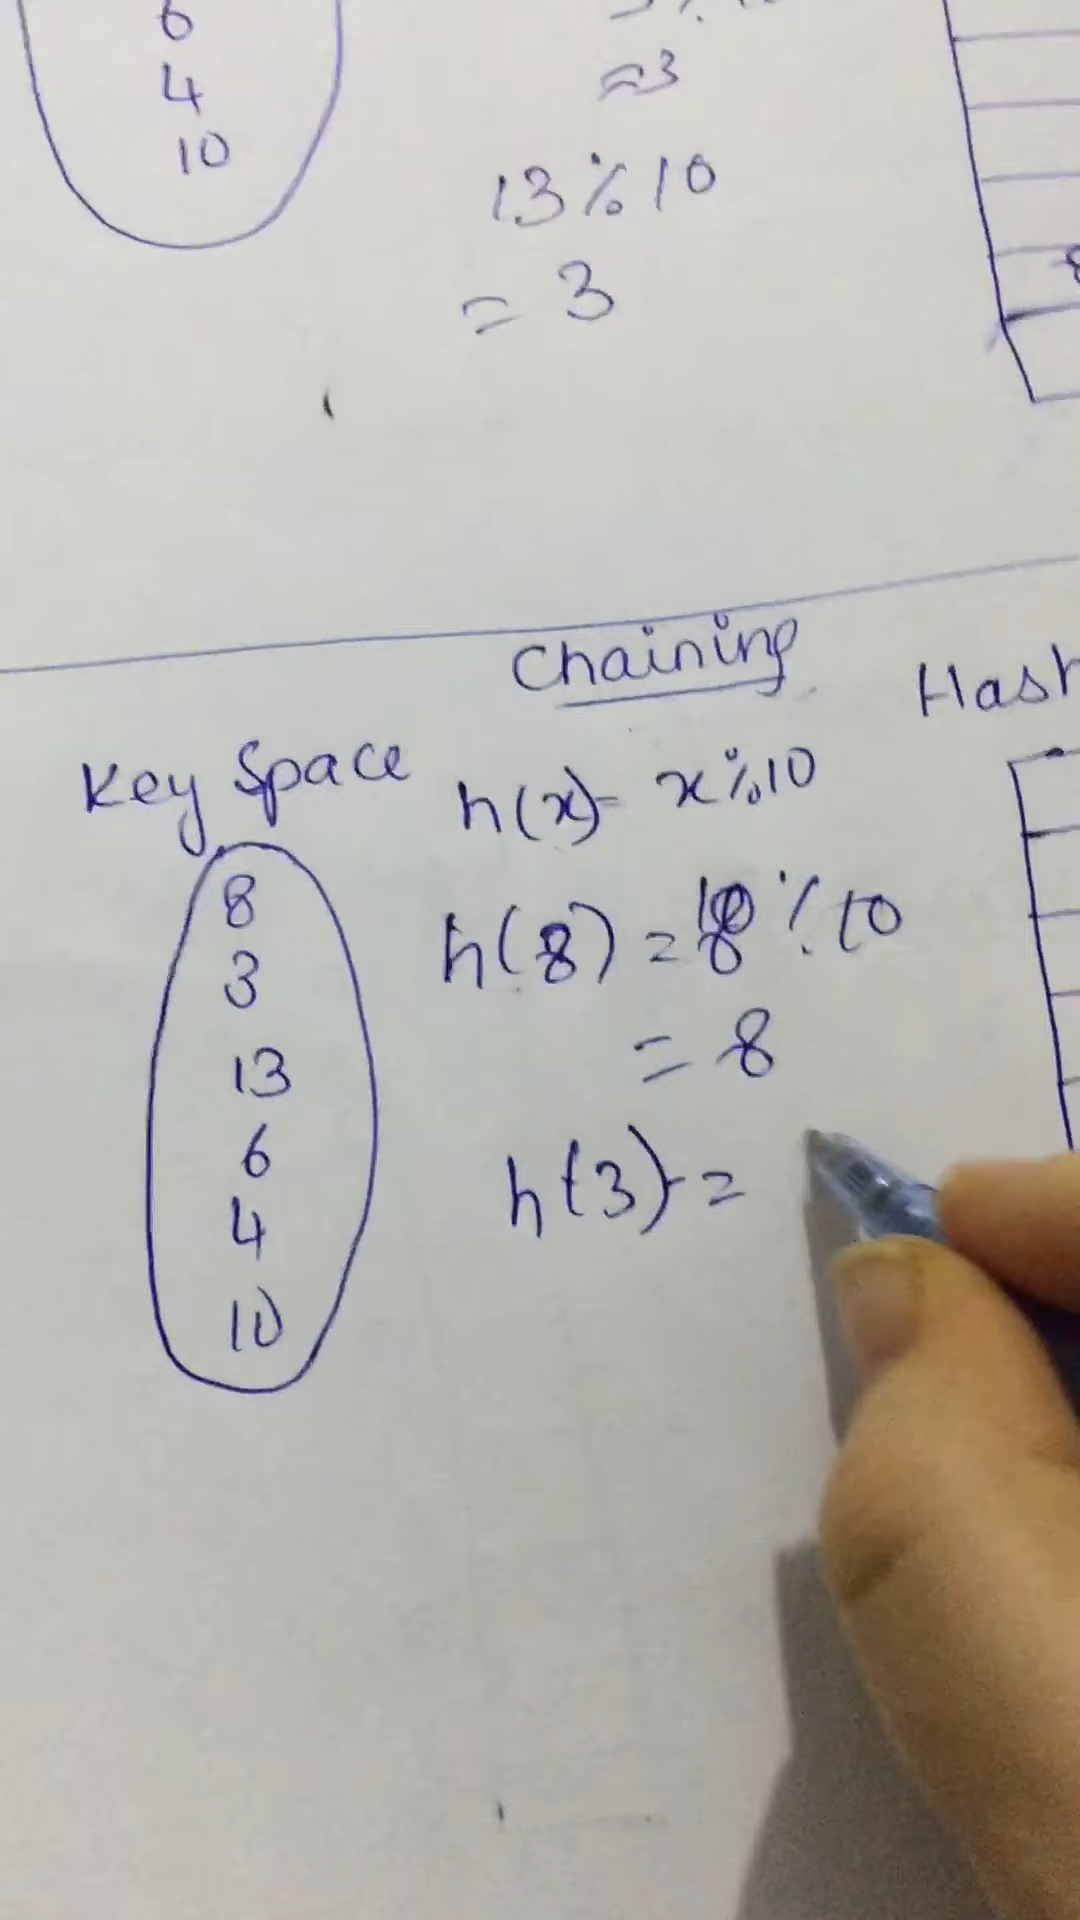 6
4
10
=3
13%10
= 3
Chaining
Hash
Key Space
h(x)= x%10
8
3
13
6
4
10
h(8) = 8%10
= 8
h(3) =